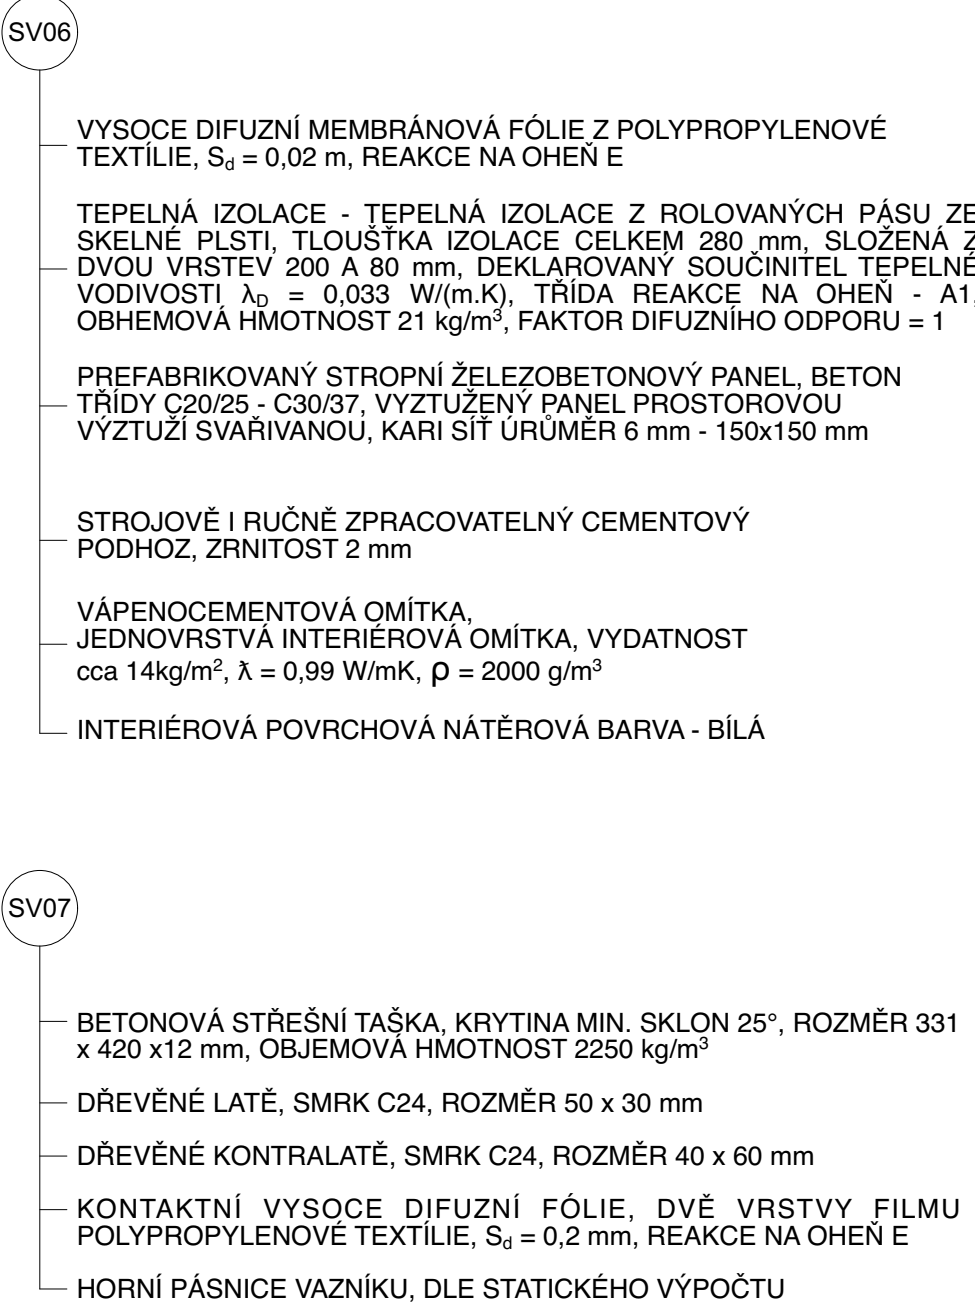 SV06
VYSOCE DIFUZNÍ MEMBRÁNOVÁ FÓLIE Z POLYPROPYLENOVÉ
TEXTÍLIE, Sd = 0,02 m, REAKCE NA OHEŇ E
TEPELNÁ IZOLACE - TEPELNÁ IZOLACE Z ROLOVANÝCH PÁSU ZE
SKELNÉ PLSTI, TLOUŠŤKA IZOLACE CELKEM 280 mm, SLOŽENÁ Z
DVOU VRSTEV 200 A 80 mm, DEKLAROVANÝ SOUČINITEL TEPELNÉ
VODIVOSTI λD = 0,033 W/(m.K), TŘÍDA REAKCE NA OHEŇ - A1,
OBHEMOVÁ HMOTNOST 21 kg/m³, FAKTOR DIFUZNÍHO ODPORU = 1
PREFABRIKOVANÝ STROPNÍ ŽELEZOBETONOVÝ PANEL, BETON
TŘÍDY C20/25 - C30/37, VYZTUŽENÝ PANEL PROSTOROVOU
VÝZTUŽÍ SVAŘIVANOU, KARI SÍŤ ÚRŮMĚR 6 mm - 150x150 mm
STROJOVĚ I RUČNĚ ZPRACOVATELNÝ CEMENTOVÝ
PODHOZ, ZRNITOST 2 mm
VÁPENOCEMENTOVÁ OMÍTKA,
JEDNOVRSTVÁ INTERIÉROVÁ OMÍTKA, VYDATNOST
cca 14kg/m², ƛ = 0,99 W/mK, ρ = 2000 g/m³
INTERIÉROVÁ POVRCHOVÁ NÁTĚROVÁ BARVA - BÍLÁ
SV07
BETONOVÁ STŘEŠNÍ TAŠKA, KRYTINA MIN. SKLON 25°, ROZMĚR 331
x 420 x12 mm, OBJEMOVÁ HMOTNOST 2250 kg/m³
DŘEVĚNÉ LATĚ, SMRK C24, ROZMĚR 50 x 30 mm
DŘEVĚNÉ KONTRALATĚ, SMRK C24, ROZMĚR 40 x 60 mm
KONTAKTNÍ VYSOCE DIFUZNÍ FÓLIE, DVĚ VRSTVY FILMU
POLYPROPYLENOVÉ TEXTÍLIE, Sd = 0,2 mm, REAKCE NA OHEŇ E
HORNÍ PÁSNICE VAZNÍKU, DLE STATICKÉHO VÝPOČTU